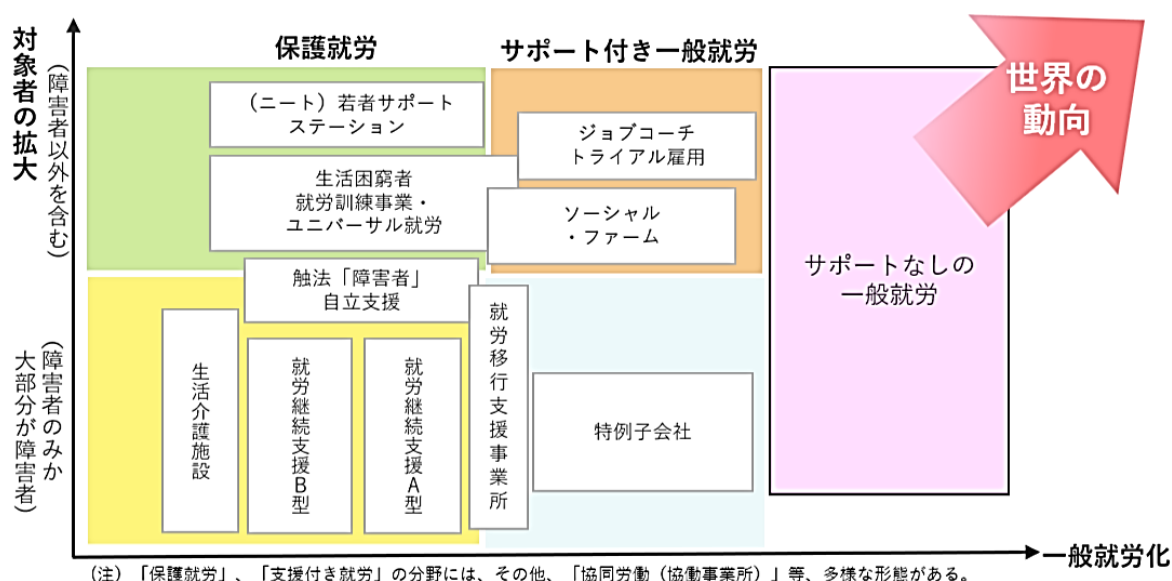 対象者の拡大
（障害者以外を含む）
（障害者のみか
大部分が障害者）
保護就労
サポート付き一般就労
世界の
動向
（ニート）若者サポート
ステーション
ジョブコーチ
トライアル雇用
生活困窮者
就労訓練事業・
ユニバーサル就労
ソーシャル
・ファーム
サポートなしの
一般就労
触法「障害者」
自立支援
生活介護施設
就労継続支援B型
就労継続支援A型
就労移行支援事業所
特例子会社
一般就労化
（注）「保護就労」、「支援付き就労」の分野には、その他、「協同労働（協働事業所）」等、多様な形態がある。